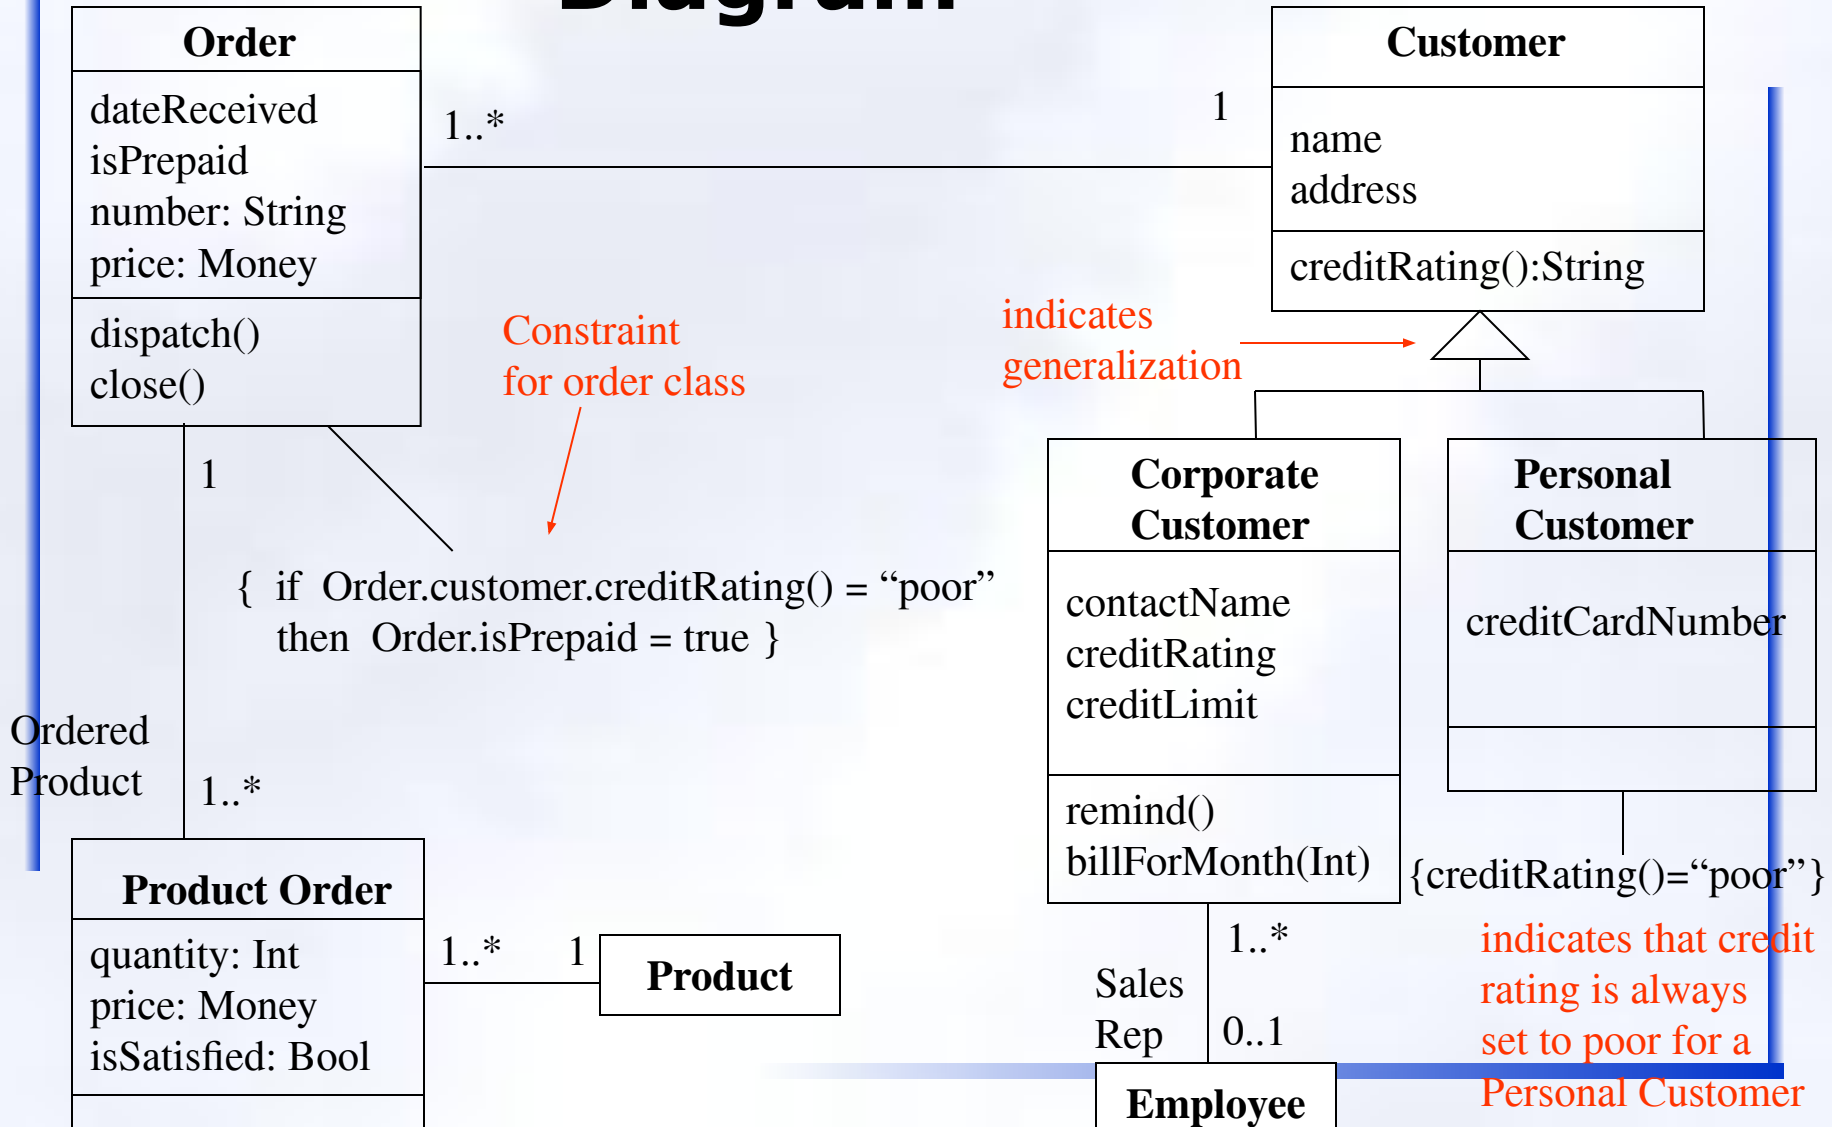 Diagram
Order
dateReceived
isPrepaid
number: String
price: Money
dispatch()
close()
1..*
1
Customer
name
address
creditRating():String
Constraint
for order class
indicates
generalization
1
{ if Order.customer.creditRating() = “poor”
then Order.isPrepaid = true }
Corporate
Customer
contactName
creditRating
creditLimit
remind()
billForMonth(Int)
Personal
Customer
creditCardNumber
{creditRating()=“poor”}
indicates that credit
rating is always
set to poor for a
Personal Customer
Ordered
Product
1..*
Product Order
quantity: Int
price: Money
isSatisfied: Bool
1..*
1
Product
1..*
Sales
Rep
0..1
Employee